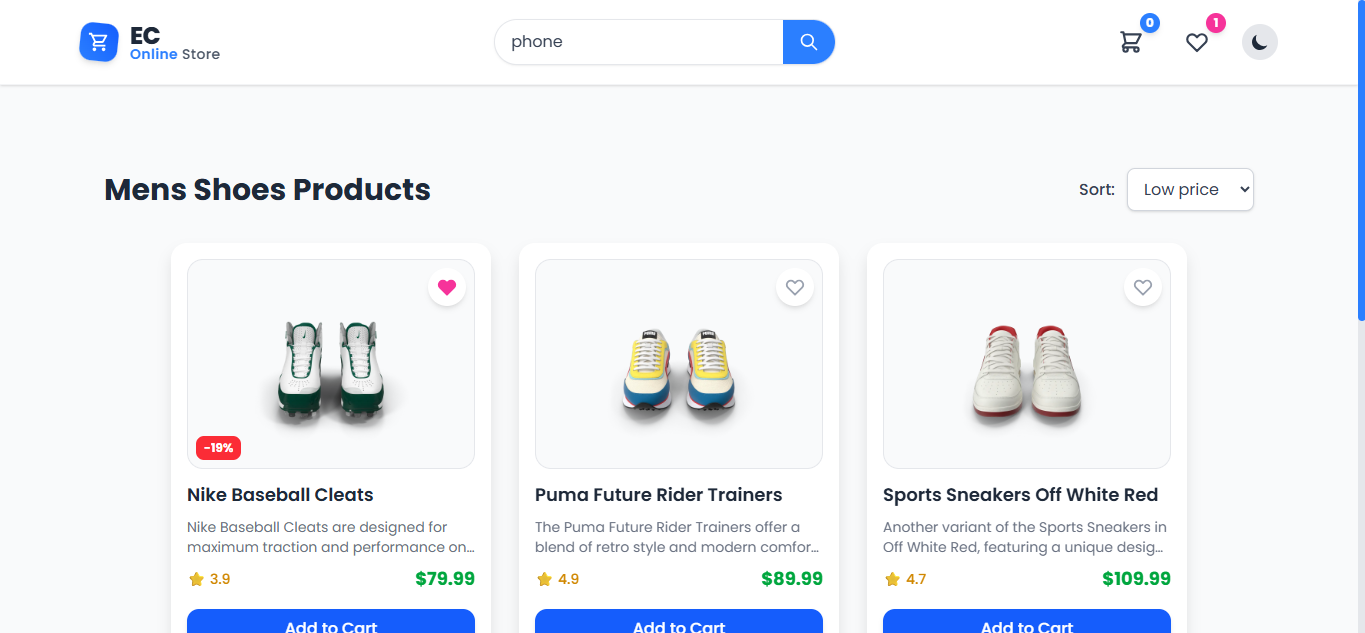 EC
Online Store
phone
0
1
Mens Shoes Products
Sort:
Low price
-19%
Nike Baseball Cleats
Nike Baseball Cleats are designed for
maximum traction and performance on...
3.9
$79.99
Add to Cart
Puma Future Rider Trainers
The Puma Future Rider Trainers offer a
blend of retro style and modern comfor...
4.9
$89.99
Add to Cart
Sports Sneakers Off White Red
Another variant of the Sports Sneakers in
Off White Red, featuring a unique desig...
4.7
$109.99
Add to Cart